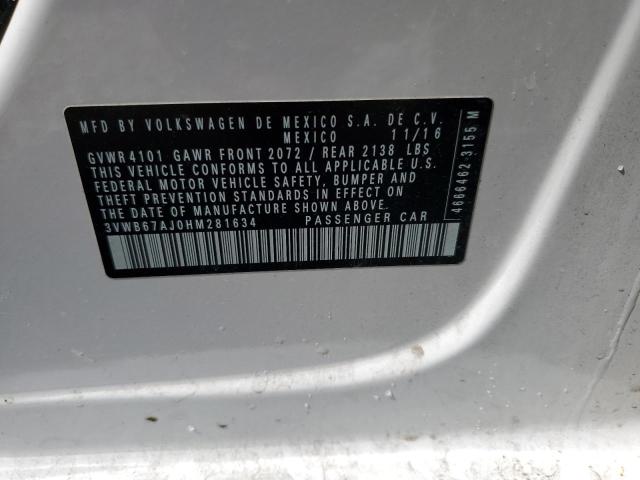 MFD BY VOLKSWAGEN DE MEXICO S.A. DE C.V.
MEXICO 11/16
GVWR 4101 GAWR FRONT 2072 / REAR 2138 LBS
THIS VEHICLE CONFORMS TO ALL APPLICABLE U.S.
FEDERAL MOTOR VEHICLE SAFETY, BUMPER AND
THEFT PREVENTION STANDARDS IN EFFECT ON
THE DATE OF MANUFACTURE SHOWN ABOVE
3VWB67AJ0HM281634 PASSENGER CAR
4666462-3155 M